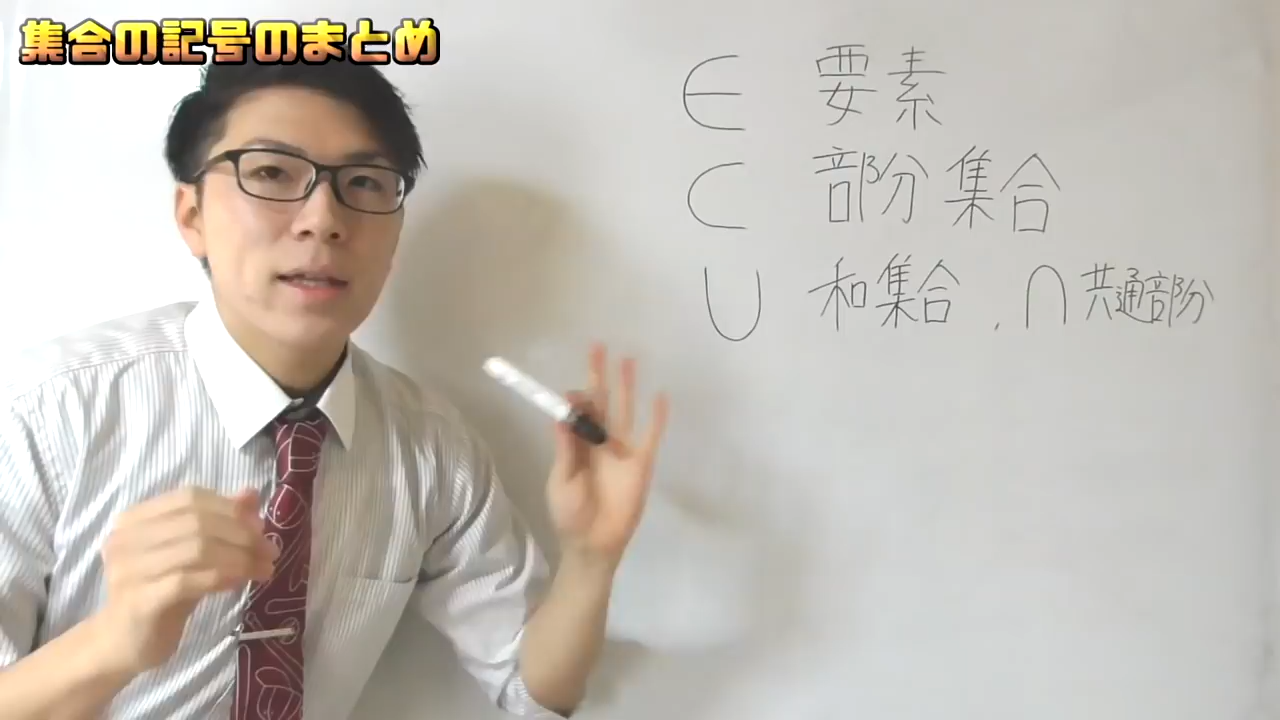 集合の記号のまとめ
∈ 要素
⊂ 部分集合
∪ 和集合 , ∩ 共通部分